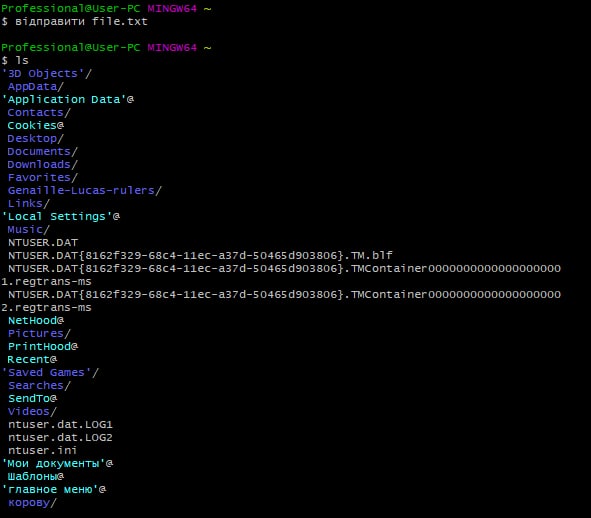 Professional@User-PC MINGW64 ~
$ відправити file.txt
Professional@User-PC MINGW64 ~
$ ls
'3D Objects'/
AppData/
'Application Data'@
Contacts/
Cookies@
Desktop/
Documents/
Downloads/
Favorites/
Genaille-Lucas-rulers/
Links/
'Local Settings'@
Music/
NTUSER.DAT
NTUSER.DAT{8162f329-68c4-11ec-a37d-50465d903806}.TM.blf
NTUSER.DAT{8162f329-68c4-11ec-a37d-50465d903806}.TMContainer0000000000000000000
1.regtrans-ms
NTUSER.DAT{8162f329-68c4-11ec-a37d-50465d903806}.TMContainer0000000000000000000
2.regtrans-ms
NetHood@
Pictures/
PrintHood@
Recent@
'Saved Games'/
Searches/
SendTo@
Videos/
ntuser.dat.LOG1
ntuser.dat.LOG2
ntuser.ini
'Мои документы'@
Шаблоны@
'главное меню'@
корову/